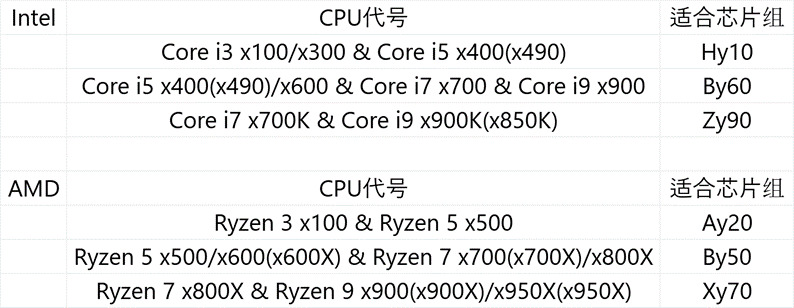 Intel CPU代号 适合芯片组
Core i3 x100/x300 & Core i5 x400(x490) Hy10
Core i5 x400(x490)/x600 & Core i7 x700 & Core i9 x900 By60
Core i7 x700K & Core i9 x900K(x850K) Zy90
AMD CPU代号 适合芯片组
Ryzen 3 x100 & Ryzen 5 x500 Ay20
Ryzen 5 x500/x600(x600X) & Ryzen 7 x700(x700X)/x800X By50
Ryzen 7 x800X & Ryzen 9 x900(x900X)/x950X(x950X) Xy70